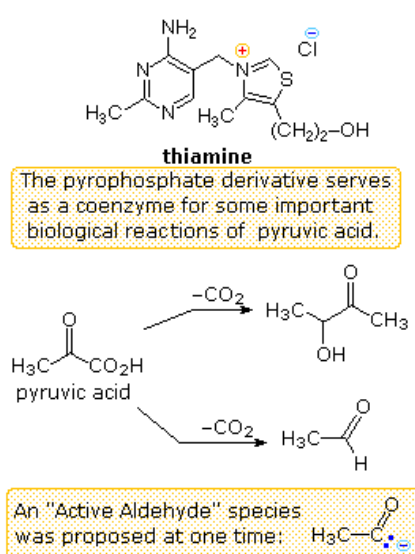 NH₂
Cl ⊖
N
N
⊕
N
S
H₃C
N
H₃C
(CH₂)₂–OH
thiamine
The pyrophosphate derivative serves
as a coenzyme for some important
biological reactions of pyruvic acid.
O
–CO₂
H₃C
CH₃
O
OH
H₃C
CO₂H
pyruvic acid
–CO₂
O
H₃C
H
An "Active Aldehyde" species
was proposed at one time:
O
H₃C–C:⊖